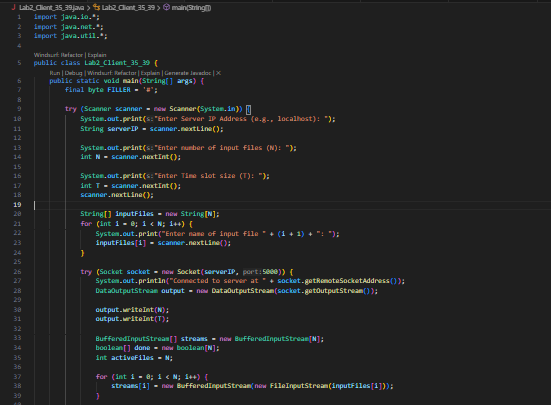 J Lab2_Client_35_39.java > Lab2_Client_35_39 > main(String[])
1 import java.io.*;
2 import java.net.*;
3 import java.util.*;
4
Windsurf: Refactor | Explain
5 public class Lab2_Client_35_39 {
Run | Debug | Windsurf: Refactor | Explain | Generate Javadoc | X
6 public static void main(String[] args) {
7 final byte FILLER = '#';
8
9 try (Scanner scanner = new Scanner(System.in)) {
10 System.out.print(s:"Enter Server IP Address (e.g., localhost): ");
11 String serverIP = scanner.nextLine();
12
13 System.out.print(s:"Enter number of input files (N): ");
14 int N = scanner.nextInt();
15
16 System.out.print(s:"Enter Time slot size (T): ");
17 int T = scanner.nextInt();
18 scanner.nextLine();
19
20 String[] inputFiles = new String[N];
21 for (int i = 0; i < N; i++) {
22 System.out.print("Enter name of input file " + (i + 1) + ": ");
23 inputFiles[i] = scanner.nextLine();
24 }
25
26 try (Socket socket = new Socket(serverIP, port:5000)) {
27 System.out.println("Connected to server at " + socket.getRemoteSocketAddress());
28 DataOutputStream output = new DataOutputStream(socket.getOutputStream());
29
30 output.writeInt(N);
31 output.writeInt(T);
32
33 BufferedInputStream[] streams = new BufferedInputStream[N];
34 boolean[] done = new boolean[N];
35 int activeFiles = N;
36
37 for (int i = 0; i < N; i++) {
38 streams[i] = new BufferedInputStream(new FileInputStream(inputFiles[i]));
39 }